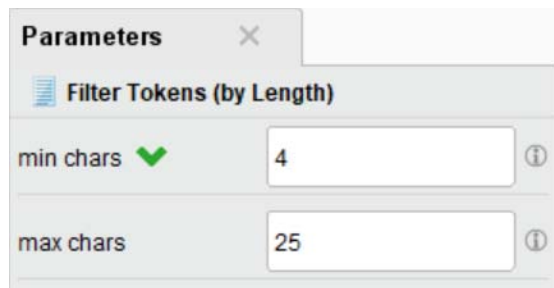 Parameters
Filter Tokens (by Length)
min chars 4
max chars 25